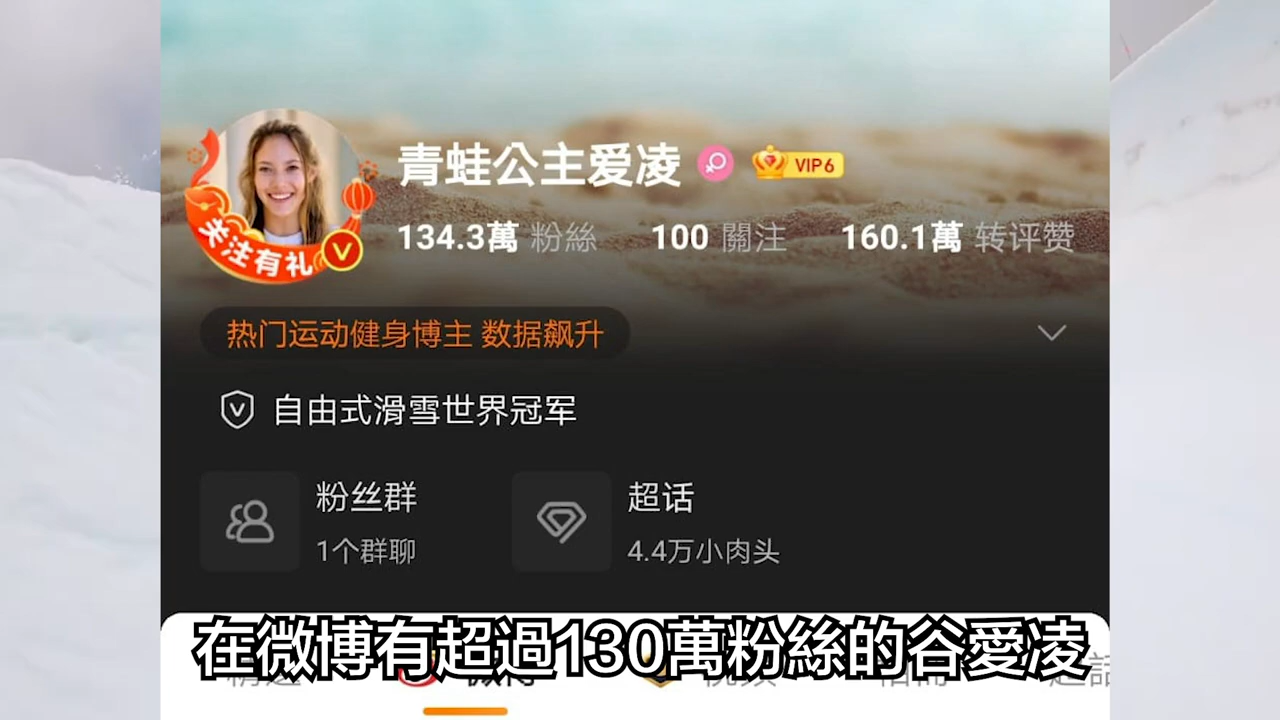 青蛙公主爱凌 VIP6
134.3萬 粉絲 100 關注 160.1萬 转评赞
关注有礼
热门运动健身博主 数据飙升
自由式滑雪世界冠军
粉丝群 超话
1个群聊 4.4万小肉头
在微博有超過130萬粉絲的谷愛凌